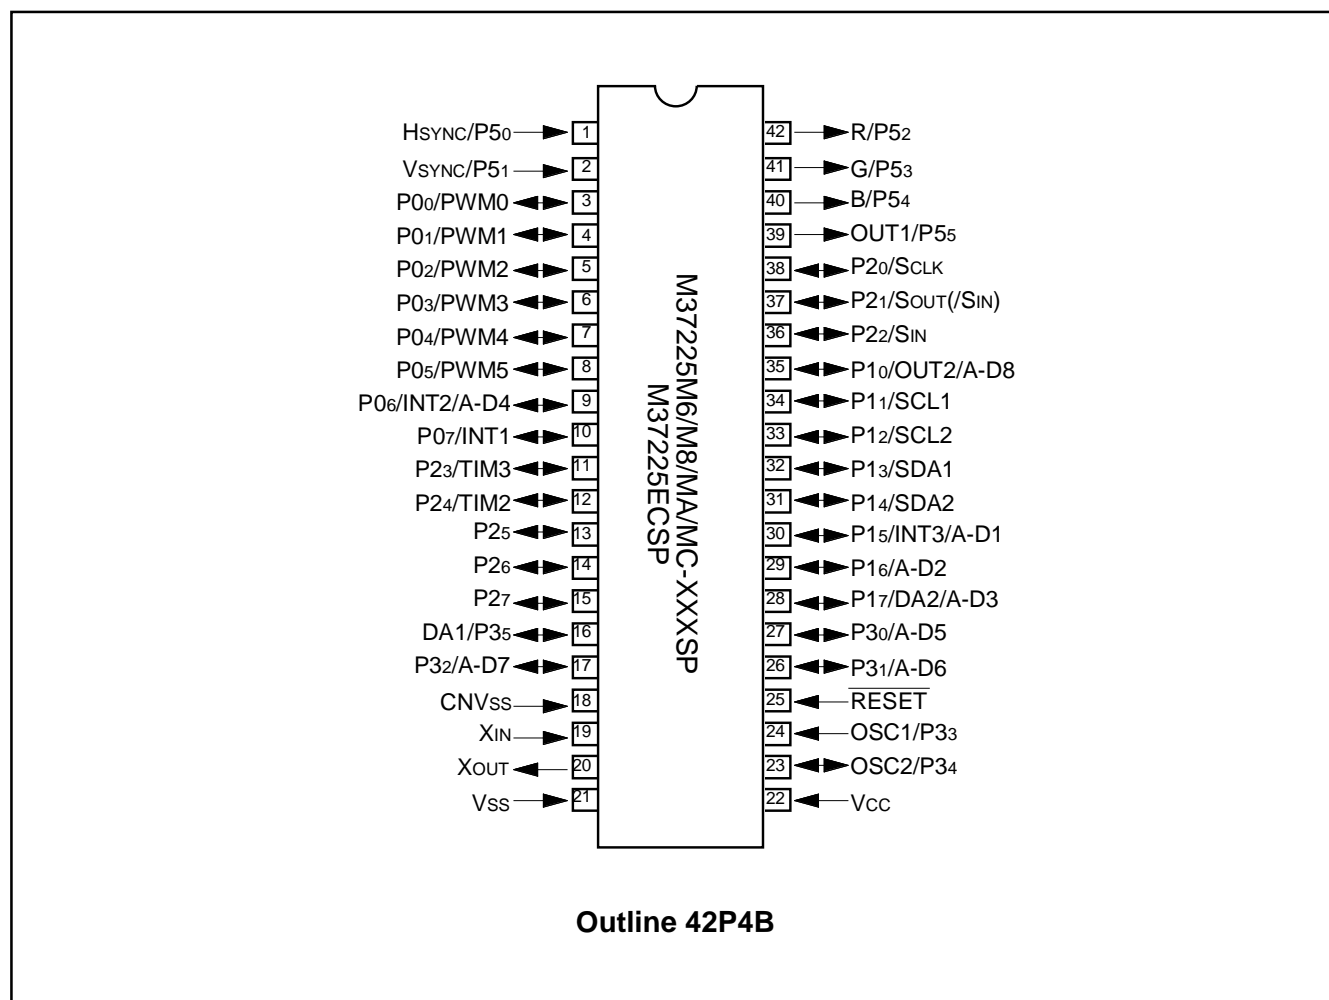 HSYNC/P50 1 42 R/P52
VSYNC/P51 2 41 G/P53
P00/PWM0 3 40 B/P54
P01/PWM1 4 39 OUT1/P55
P02/PWM2 5 38 P20/SCLK
P03/PWM3 6 37 P21/SOUT(/SIN)
P04/PWM4 7 36 P22/SIN
P05/PWM5 8 35 P10/OUT2/A-D8
P06/INT2/A-D4 9 34 P11/SCL1
P07/INT1 10 33 P12/SCL2
P23/TIM3 11 32 P13/SDA1
P24/TIM2 12 31 P14/SDA2
P25 13 30 P15/INT3/A-D1
P26 14 29 P16/A-D2
P27 15 28 P17/DA2/A-D3
DA1/P35 16 27 P30/A-D5
P32/A-D7 17 26 P31/A-D6
CNVSS 18 25 RESET
XIN 19 24 OSC1/P33
XOUT 20 23 OSC2/P34
VSS 21 22 VCC
M37225M6/M8/MA/MC-XXXSP
M37225ECSP
Outline 42P4B